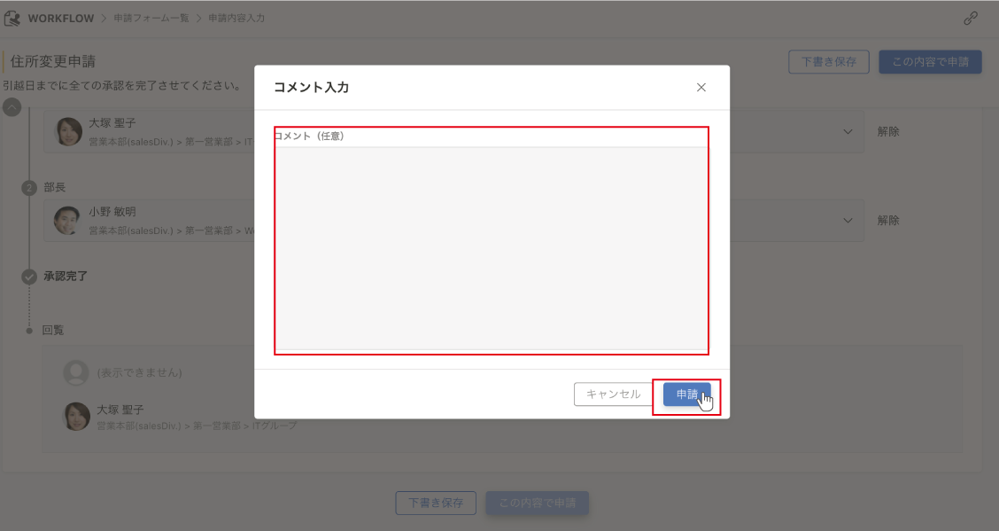 WORKFLOW > 申請フォーム一覧 > 申請内容入力
住所変更申請
下書き保存
この内容で申請
引越日までに全ての承認を完了させてください。
大塚 聖子
営業本部(salesDiv.) > 第一営業部 > IT
解除
2 部長
小野 敏明
営業本部(salesDiv.) > 第一営業部 > W
解除
承認完了
回覧
(表示できません)
大塚 聖子
営業本部(salesDiv.) > 第一営業部 > ITグループ
コメント入力
コメント（任意）
キャンセル
申請
下書き保存
この内容で申請